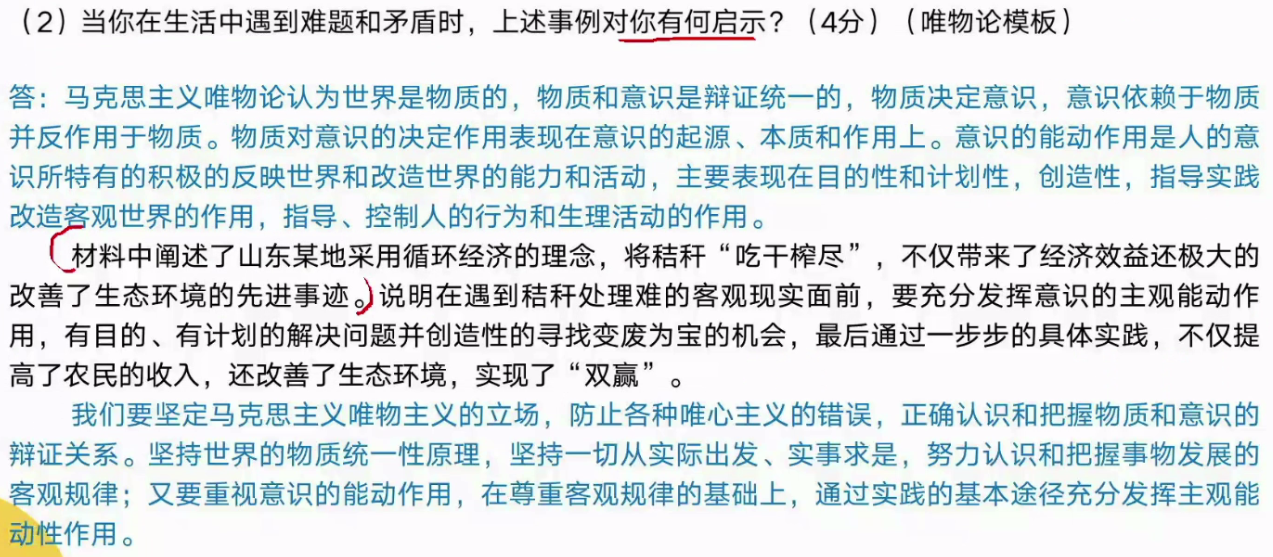 （2）当你在生活中遇到难题和矛盾时，上述事例对你有何启示？（4分）（唯物论模板）
答：马克思主义唯物论认为世界是物质的，物质和意识是辩证统一的，物质决定意识，意识依赖于物质
并反作用于物质。物质对意识的决定作用表现在意识的起源、本质和作用上。意识的能动作用是人的意
识所特有的积极的反映世界和改造世界的能力和活动，主要表现在目的性和计划性，创造性，指导实践
改造客观世界的作用，指导、控制人的行为和生理活动的作用。
材料中阐述了山东某地采用循环经济的理念，将秸秆“吃干榨尽”，不仅带来了经济效益还极大的
改善了生态环境的先进事迹。说明在遇到秸秆处理难的客观现实面前，要充分发挥意识的主观能动作
用，有目的、有计划的解决问题并创造性的寻找变废为宝的机会，最后通过一步步的具体实践，不仅提
高了农民的收入，还改善了生态环境，实现了“双赢”。
我们要坚定马克思主义唯物主义的立场，防止各种唯心主义的错误，正确认识和把握物质和意识的
辩证关系。坚持世界的物质统一性原理，坚持一切从实际出发、实事求是，努力认识和把握事物发展的
客观规律；又要重视意识的能动作用，在尊重客观规律的基础上，通过实践的基本途径充分发挥主观能
动性作用。